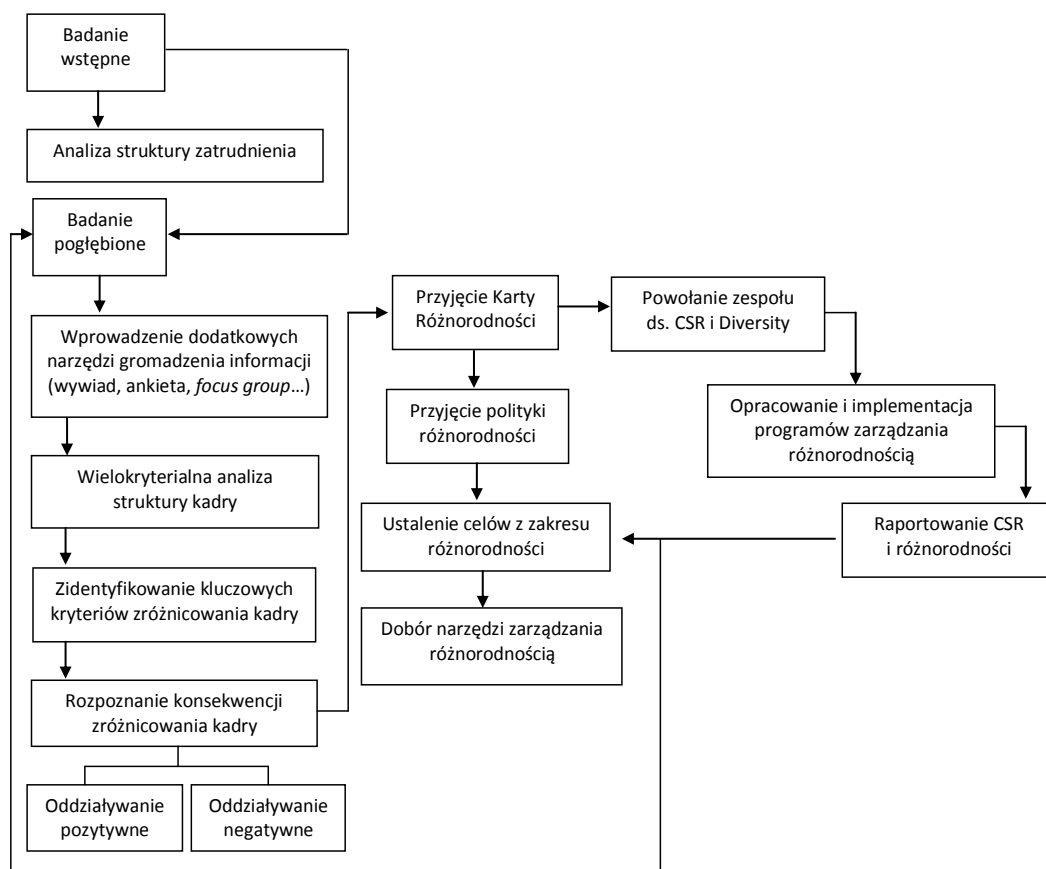 Badanie
wstępne
Analiza struktury zatrudnienia
Badanie
pogłębione
Wprowadzenie dodatkowych
narzędzi gromadzenia informacji
(wywiad, ankieta, focus group...)
Wielokryterialna analiza
struktury kadry
Zidentyfikowanie kluczowych
kryteriów zróżnicowania kadry
Rozpoznanie konsekwencji
zróżnicowania kadry
Oddziaływanie
pozytywne
Oddziaływanie
negatywne
Przyjęcie Karty
Różnorodności
Przyjęcie polityki
różnorodności
Ustalenie celów z zakresu
różnorodności
Dobór narzędzi zarządzania
różnorodnością
Powołanie zespołu
ds. CSR i Diversity
Opracowanie i implementacja
programów zarządzania
różnorodnością
Raportowanie CSR
i różnorodności